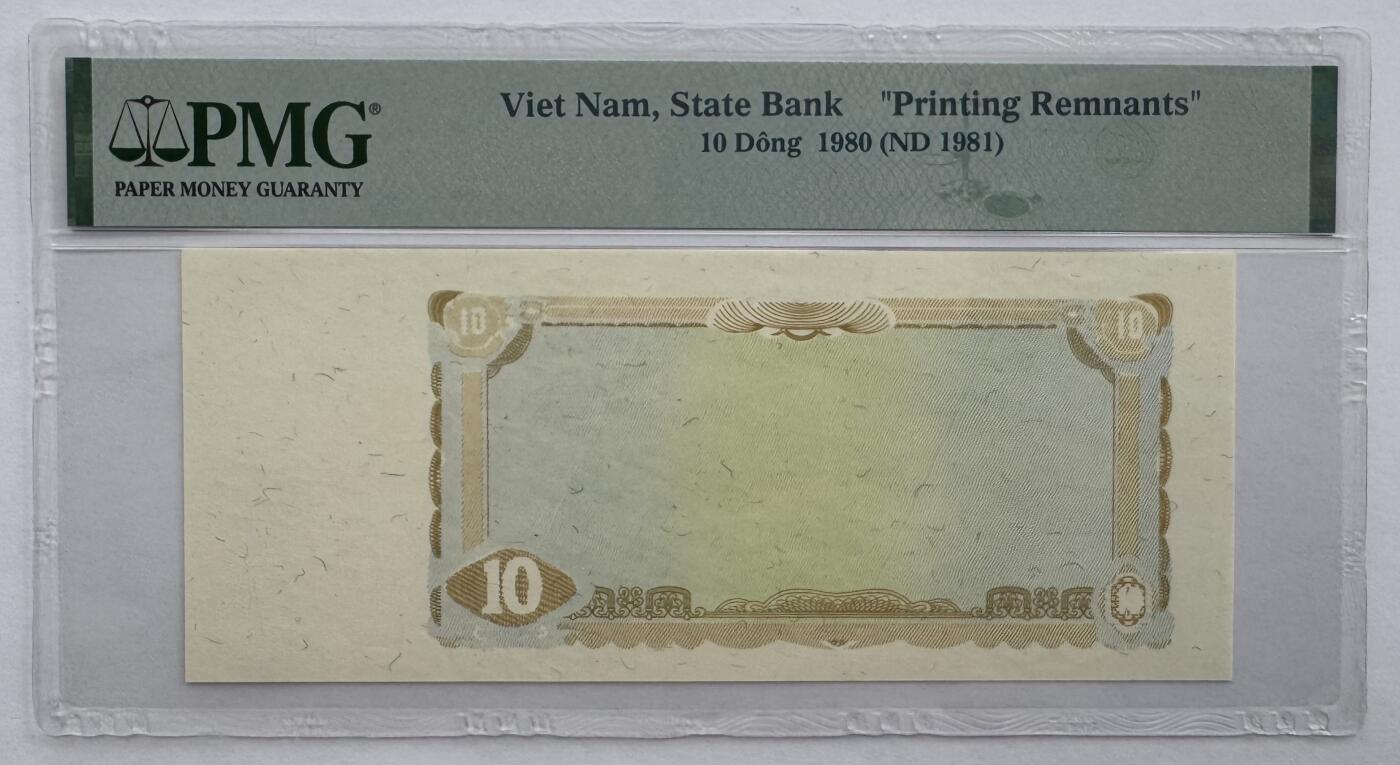 PMG®
PAPER MONEY GUARANTY
Viet Nam, State Bank "Printing Remnants"
10 Dông 1980 (ND 1981)
10 10
10